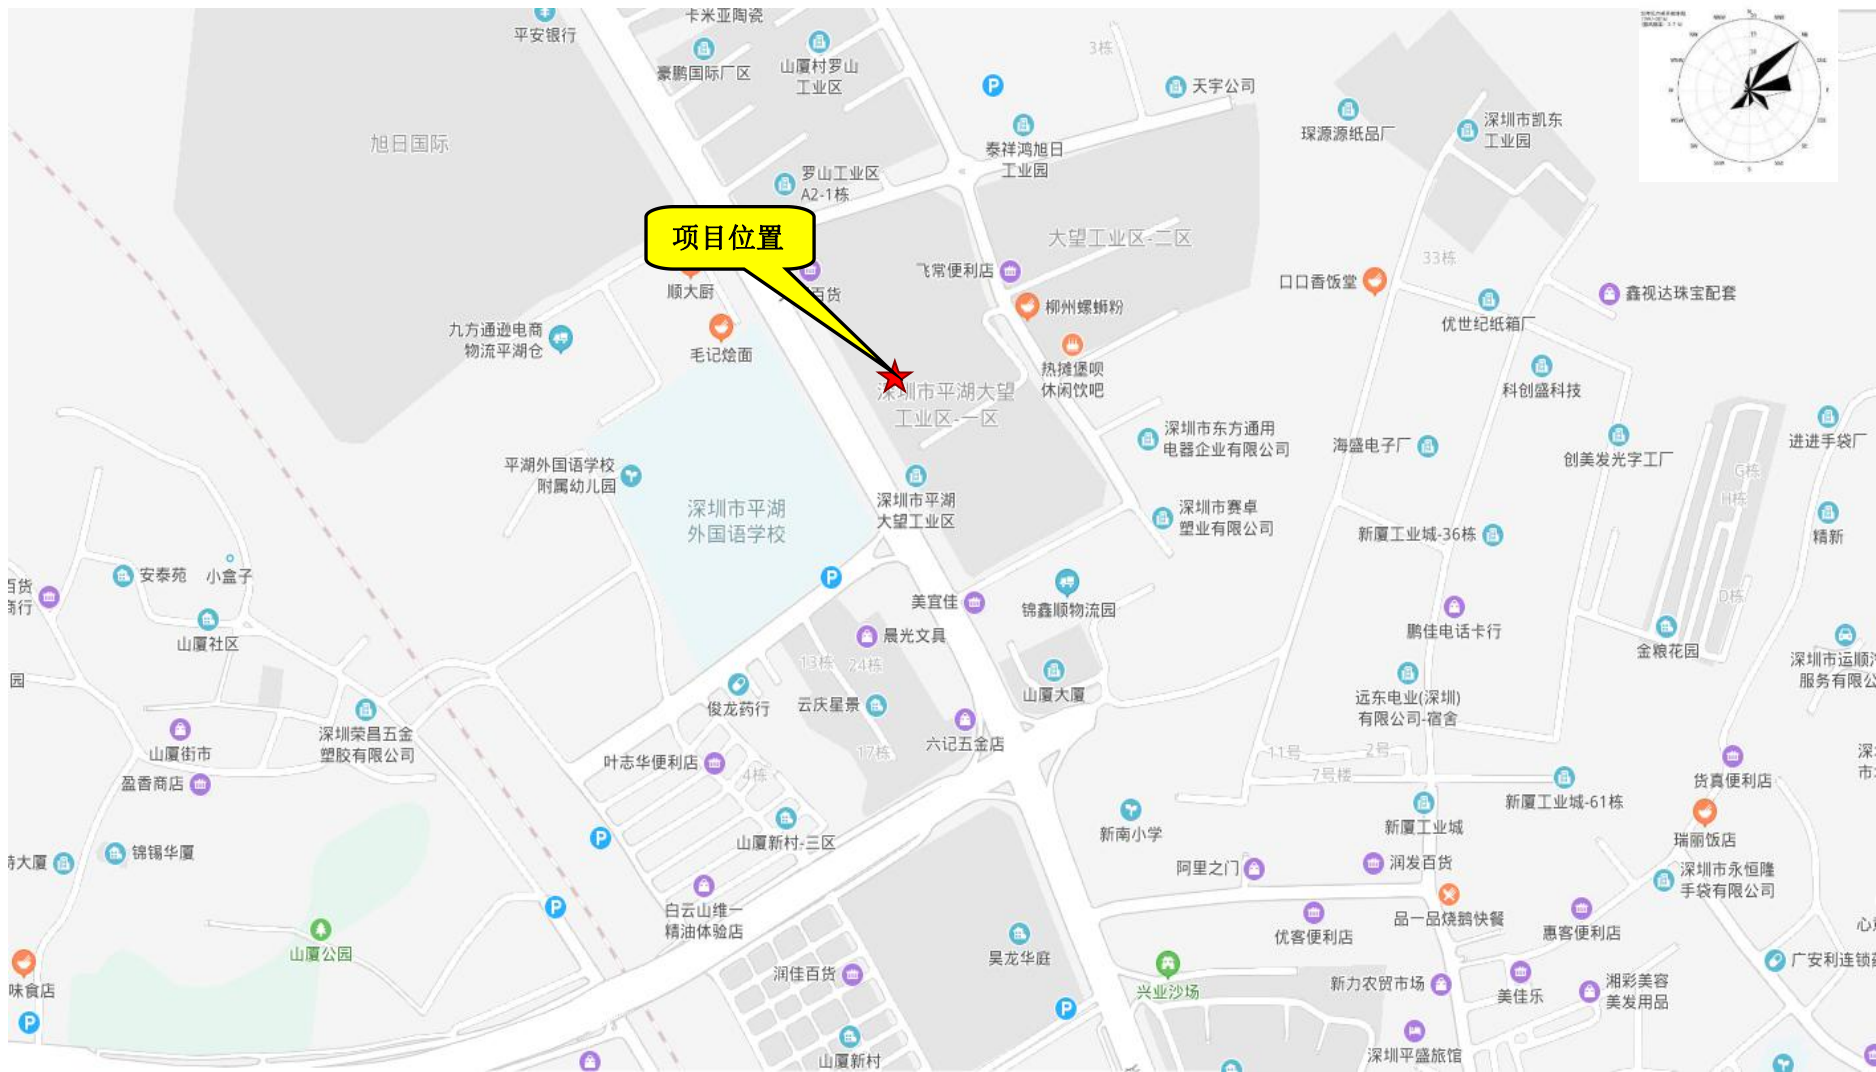 卡米亚陶瓷
平安银行
豪鹏国际厂区
山厦村罗山
工业区
3栋
天宇公司
琛源源纸品厂
深圳市凯东
工业园
旭日国际
泰祥鸿旭日
工业园
罗山工业区
A2-1栋
项目位置
大望工业区-二区
33栋
飞常便利店
口口香饭堂
鑫视达珠宝配套
顺大厨
百货
柳州螺蛳粉
优世纪纸箱厂
九方通逊电商
物流平湖仓
毛记烩面
热摊堡呗
休闲饮吧
科创盛科技
深圳市平湖大望
工业区-一区
深圳市东方通用
电器企业有限公司
海盛电子厂
创美发光字工厂
进进手袋厂
平湖外国语学校
附属幼儿园
G栋
H栋
深圳市平湖
外国语学校
深圳市平湖
大望工业区
深圳市赛卓
塑业有限公司
新厦工业城-36栋
精新
安泰苑
小盒子
百货
商行
美宜佳
锦鑫顺物流园
D栋
山厦社区
晨光文具
鹏佳电话卡行
金粮花园
13栋
24栋
园
深圳市运顺
服务有限公
山厦大厦
俊龙药行
云庆星景
远东电业(深圳)
有限公司-宿舍
深圳荣昌五金
塑胶有限公司
山厦街市
六记五金店
17栋
11号
2号
叶志华便利店
4栋
7号楼
货真便利店
盈香商店
新厦工业城-61栋
新南小学
新厦工业城
山厦新村-三区
瑞丽饭店
锦锡华厦
大厦
阿里之门
润发百货
深圳市永恒隆
手袋有限公司
白云山维一
精油体验店
品一品烧鹅快餐
优客便利店
惠客便利店
山厦公园
昊龙华庭
广安利连锁
润佳百货
味食店
兴业沙场
新力农贸市场
美佳乐
湘彩美容
美发用品
山厦新村
深圳平盛旅馆